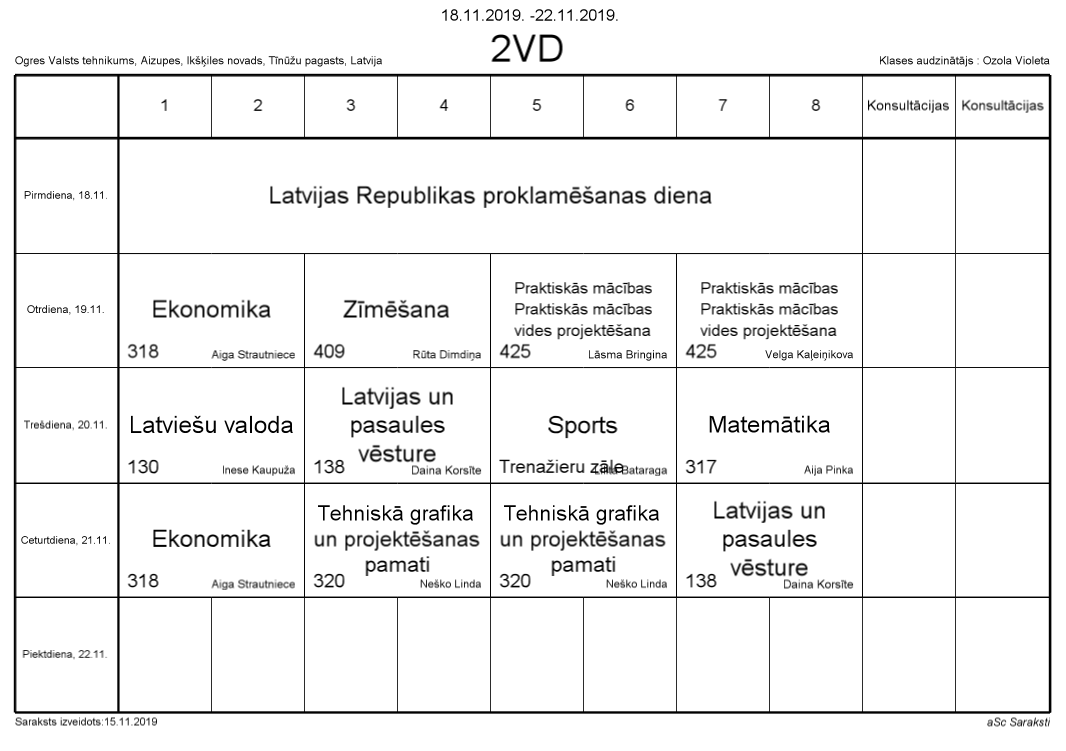 18.11.2019. -22.11.2019.
2VD
Ogres Valsts tehnikums, Aizupes, Ikšķiles novads, Tīnūžu pagasts, Latvija
Klases audzinātājs : Ozola Violeta
1 2 3 4 5 6 7 8 Konsultācijas Konsultācijas
Pirmdiena, 18.11.
Latvijas Republikas proklamēšanas diena
Otrdiena, 19.11.
Ekonomika
318 Aiga Strautniece
Zīmēšana
409 Rūta Dimdiņa
Praktiskās mācības
Praktiskās mācības
vides projektēšana
425 Lāsma Bringina
Praktiskās mācības
Praktiskās mācības
vides projektēšana
425 Velga Kaļeiņikova
Trešdiena, 20.11.
Latviešu valoda
130 Inese Kaupuža
Latvijas un
pasaules
vēsture
138 Daina Korsīte
Sports
Trenažieru zāle Bataraga
Matemātika
317 Aija Pinka
Ceturtdiena, 21.11.
Ekonomika
318 Aiga Strautniece
Tehniskā grafika
un projektēšanas
pamati
320 Neško Linda
Tehniskā grafika
un projektēšanas
pamati
320 Neško Linda
Latvijas un
pasaules
vēsture
138 Daina Korsīte
Piektdiena, 22.11.
Saraksts izveidots:15.11.2019
aSc Saraksti